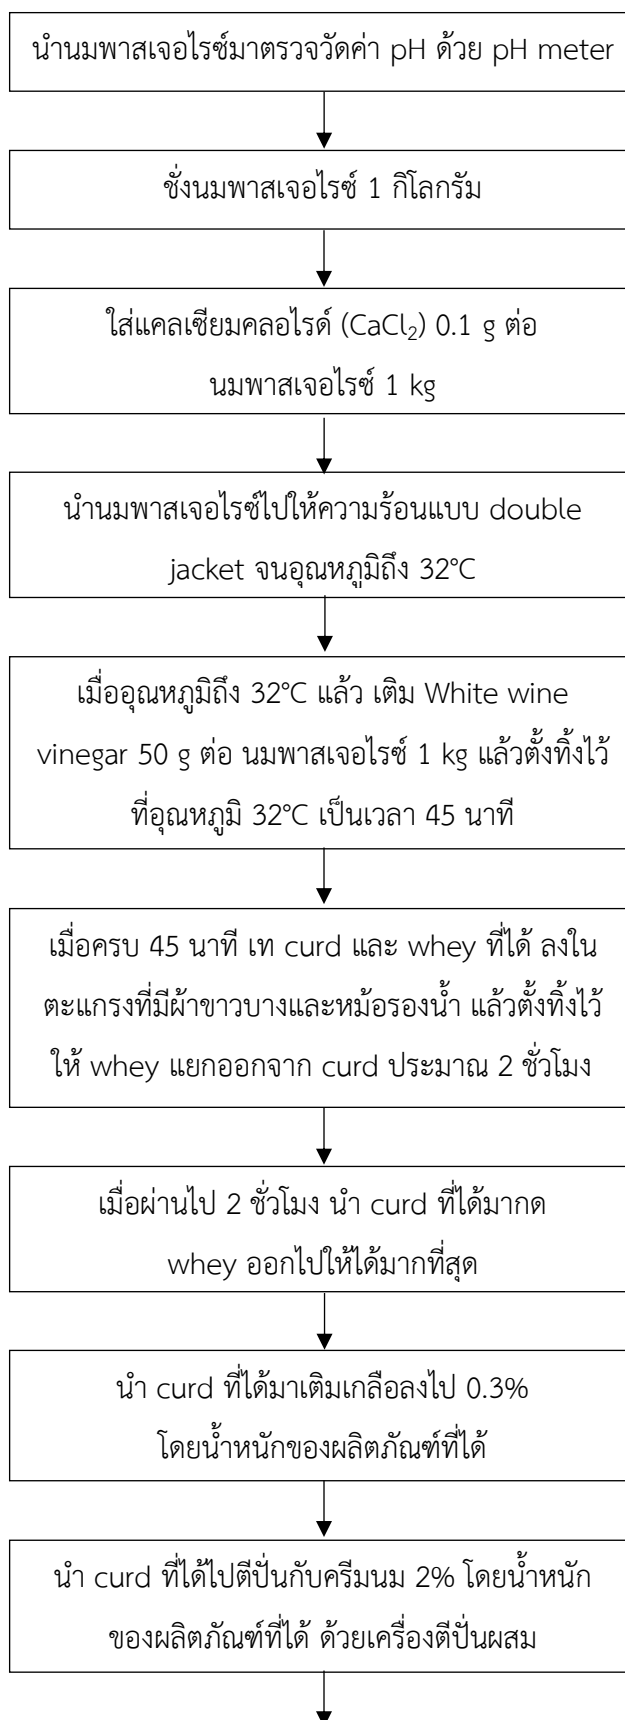 นำนมพาสเจอไรซ์มาตรวจวัดค่า pH ด้วย pH meter
ชั่งนมพาสเจอไรซ์ 1 กิโลกรัม
ใส่แคลเซียมคลอไรด์ (CaCl₂) 0.1 g ต่อ
นมพาสเจอไรซ์ 1 kg
นำนมพาสเจอไรซ์ไปให้ความร้อนแบบ double
jacket จนอุณหภูมิถึง 32°C
เมื่ออุณหภูมิถึง 32°C แล้ว เติม White wine
vinegar 50 g ต่อ นมพาสเจอไรซ์ 1 kg แล้วตั้งทิ้งไว้
ที่อุณหภูมิ 32°C เป็นเวลา 45 นาที
เมื่อครบ 45 นาที เท curd และ whey ที่ได้ ลงใน
ตะแกรงที่มีผ้าขาวบางและหม้อรองน้ำ แล้วตั้งทิ้งไว้
ให้ whey แยกออกจาก curd ประมาณ 2 ชั่วโมง
เมื่อผ่านไป 2 ชั่วโมง นำ curd ที่ได้มากด
whey ออกไปให้ได้มากที่สุด
นำ curd ที่ได้มาเติมเกลือลงไป 0.3%
โดยน้ำหนักของผลิตภัณฑ์ที่ได้
นำ curd ที่ได้ไปตีปั่นกับครีมนม 2% โดยน้ำหนัก
ของผลิตภัณฑ์ที่ได้ ด้วยเครื่องตีปั่นผสม